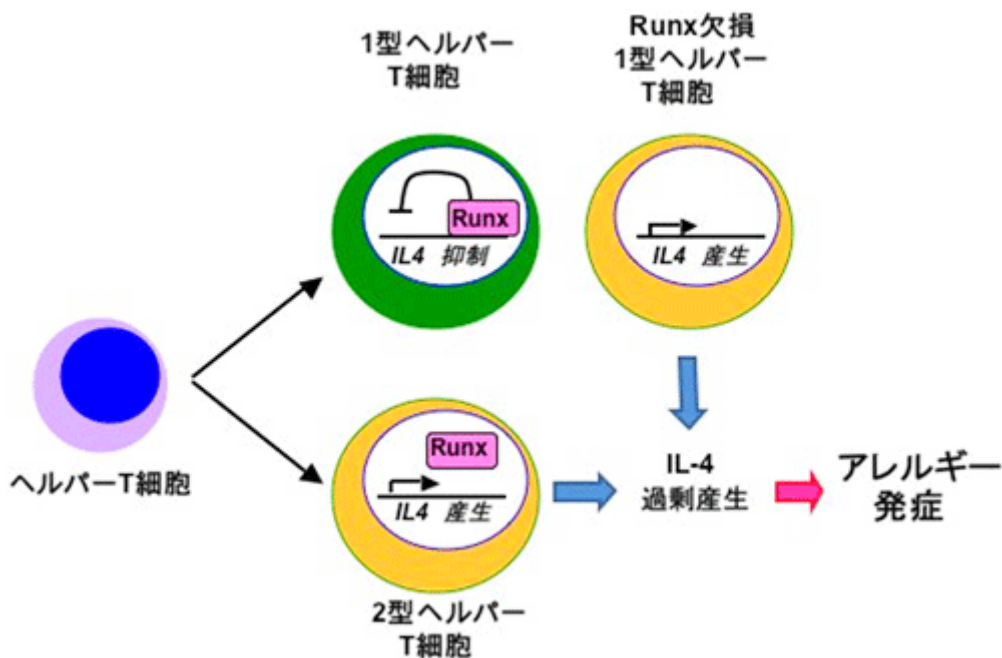 1型ヘルパー
T細胞
Runx欠損
1型ヘルパー
T細胞
Runx
IL4 抑制
IL4 産生
ヘルパーT細胞
Runx
IL4 産生
2型ヘルパー
T細胞
IL-4
過剰産生
アレルギー
発症